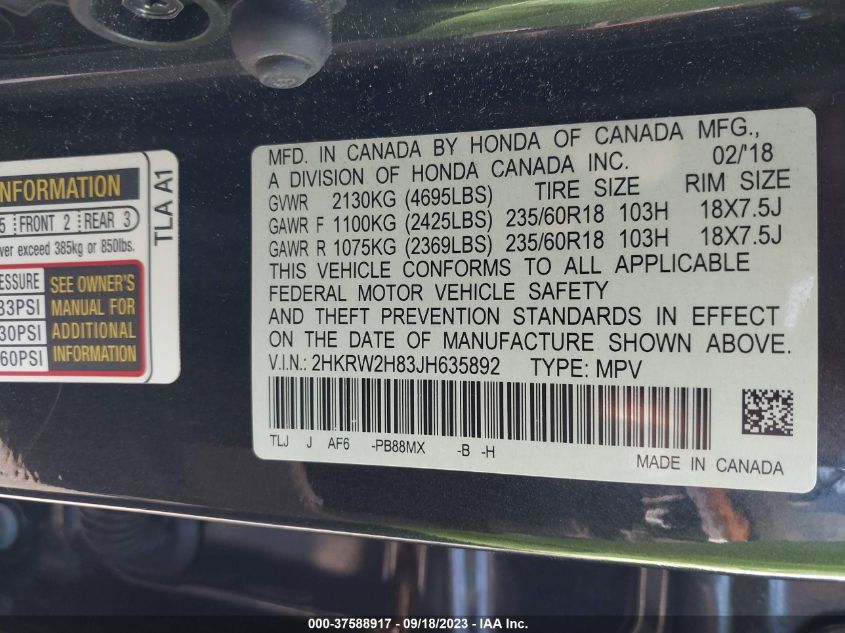 INFORMATION
5 FRONT 2 REAR 3
ver exceed 385kg or 850lbs.
ESSURE
33PSI
30PSI
60PSI
SEE OWNER'S
MANUAL FOR
ADDITIONAL
INFORMATION
TLA A1
MFD. IN CANADA BY HONDA OF CANADA MFG.,
A DIVISION OF HONDA CANADA INC. 02/'18
GVWR 2130KG (4695LBS) TIRE SIZE RIM SIZE
GAWR F 1100KG (2425LBS) 235/60R18 103H 18X7.5J
GAWR R 1075KG (2369LBS) 235/60R18 103H 18X7.5J
THIS VEHICLE CONFORMS TO ALL APPLICABLE
FEDERAL MOTOR VEHICLE SAFETY
AND THEFT PREVENTION STANDARDS IN EFFECT
ON THE DATE OF MANUFACTURE SHOWN ABOVE.
V.I.N.: 2HKRW2H83JH635892 TYPE: MPV
TLJ J AF6 -PB88MX -B -H
MADE IN CANADA
000-37588917 - 09/18/2023 - IAA Inc.